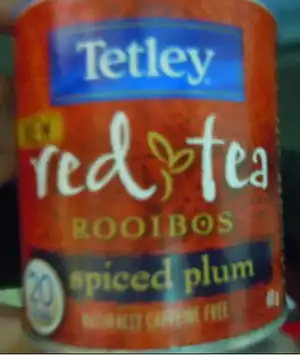 Tetley
NEW
red tea
ROOIBOS
spiced plum
20
NATURALLY CAFFEINE FREE